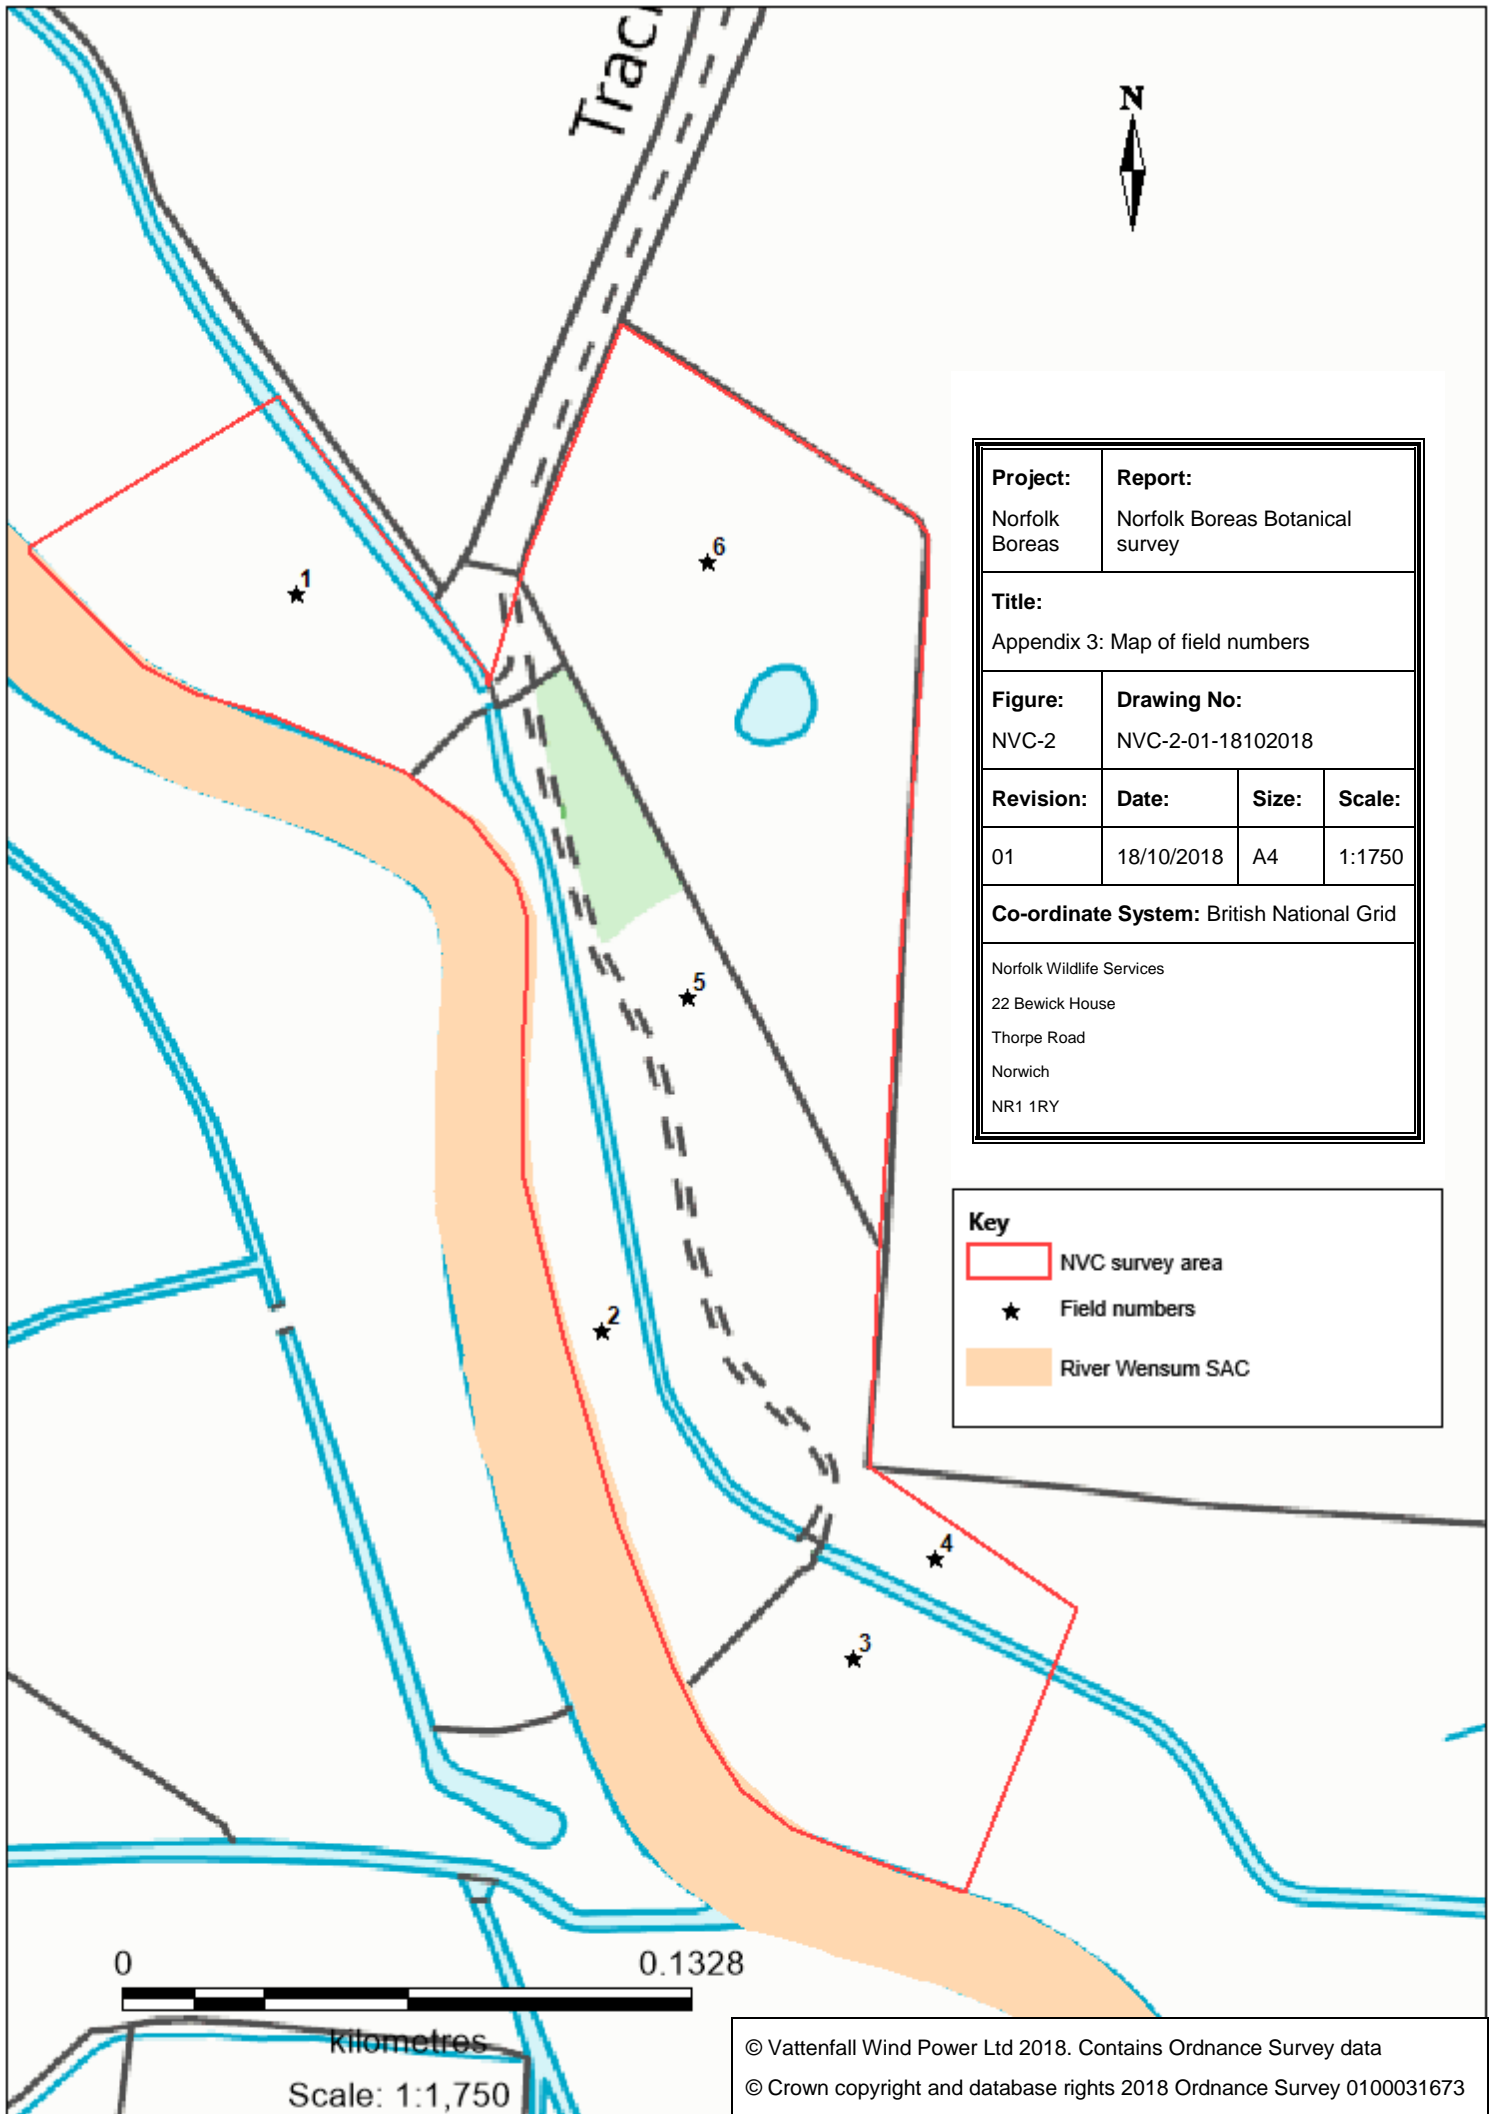 Trac
N
1
6
5
2
4
3
Project:
Report:
Norfolk Boreas
Norfolk Boreas Botanical survey
Title:
Appendix 3: Map of field numbers
Figure:
Drawing No:
NVC-2
NVC-2-01-18102018
Revision:
Date:
Size:
Scale:
01
18/10/2018
A4
1:1750
Co-ordinate System: British National Grid
Norfolk Wildlife Services
22 Bewick House
Thorpe Road
Norwich
NR1 1RY
Key
NVC survey area
Field numbers
River Wensum SAC
0
0.1328
kilometres
Scale: 1:1,750
© Vattenfall Wind Power Ltd 2018. Contains Ordnance Survey data
© Crown copyright and database rights 2018 Ordnance Survey 0100031673